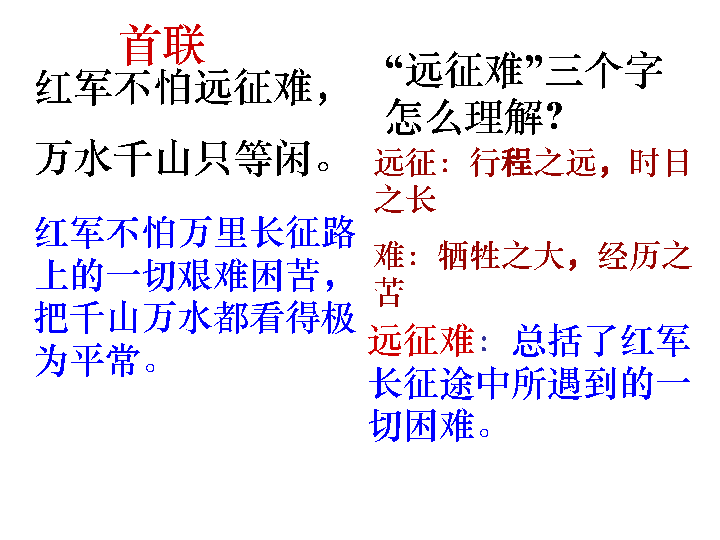 首联
红军不怕远征难，
万水千山只等闲。
红军不怕万里长征路
上的一切艰难困苦，
把千山万水都看得极
为平常。
“远征难”三个字
怎么理解？
远征：行程之远，时日
之长
难：牺牲之大，经历之
苦
远征难：总括了红军
长征途中所遇到的一
切困难。